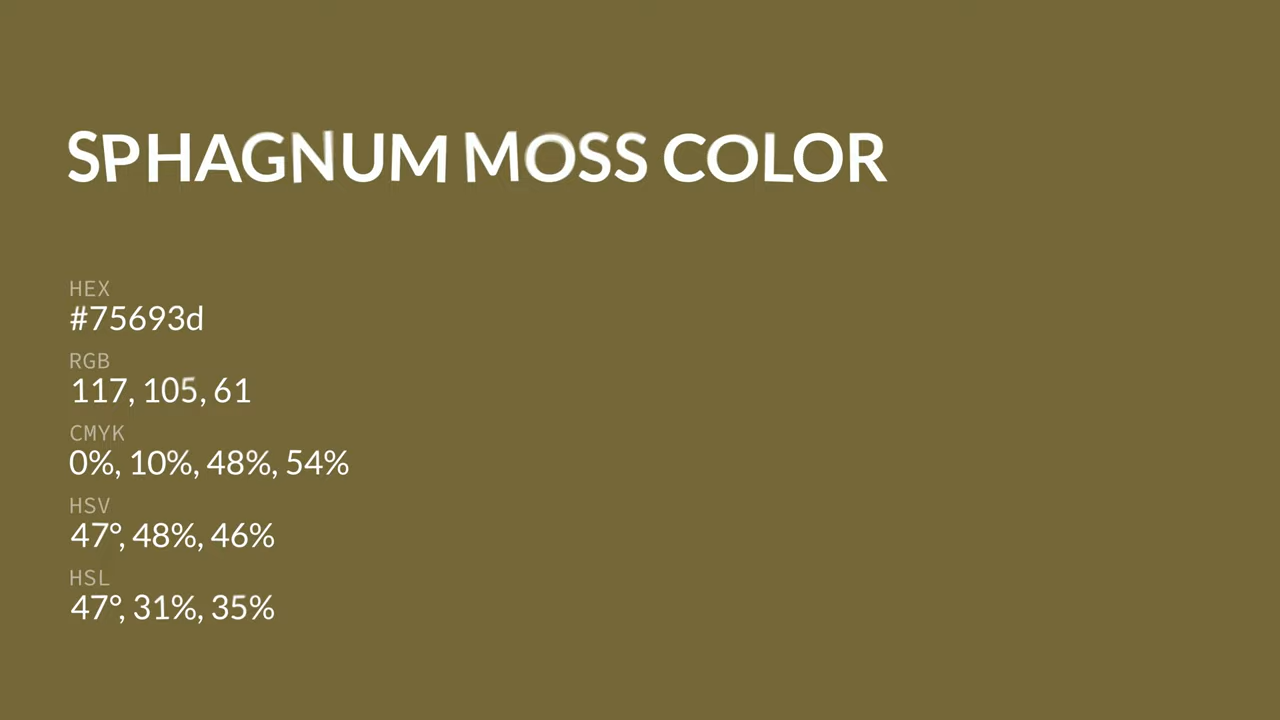 SPHAGNUM MOSS COLOR
HEX
#75693d
RGB
117, 105, 61
CMYK
0%, 10%, 48%, 54%
HSV
47°, 48%, 46%
HSL
47°, 31%, 35%